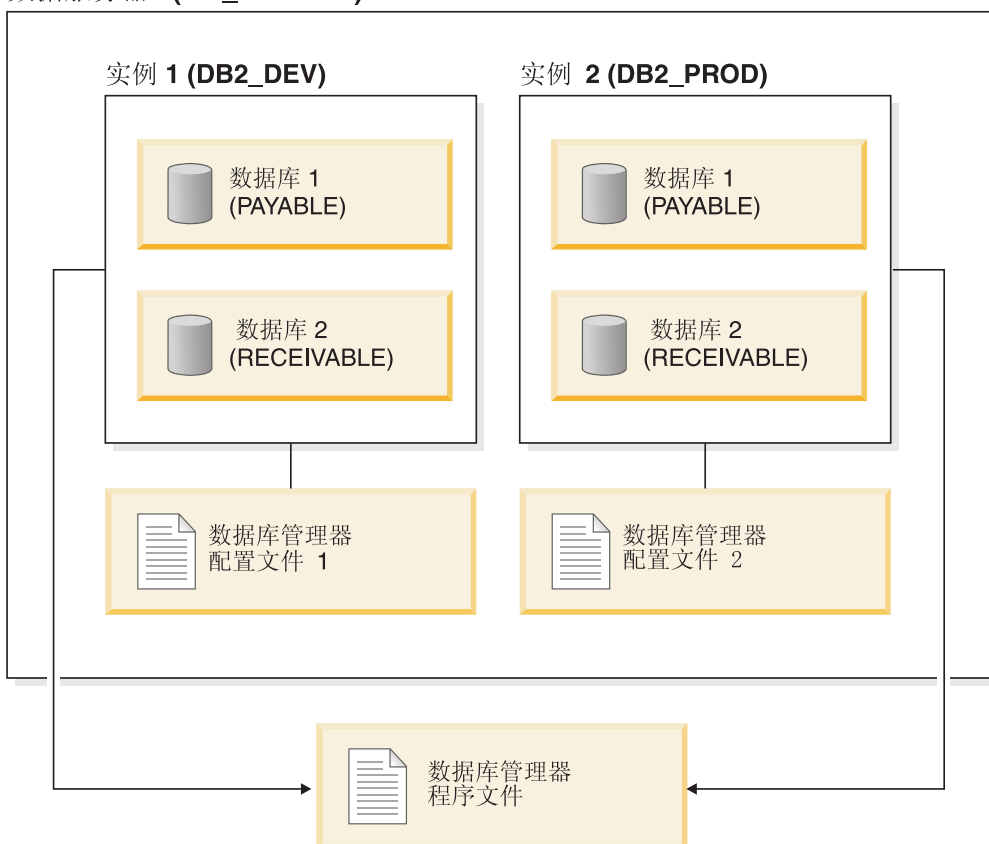 实例 1 (DB2_DEV)
实例 2 (DB2_PROD)
数据库 1
(PAYABLE)
数据库 1
(PAYABLE)
数据库 2
(RECEIVABLE)
数据库 2
(RECEIVABLE)
数据库管理器
配置文件 1
数据库管理器
配置文件 2
数据库管理器
程序文件